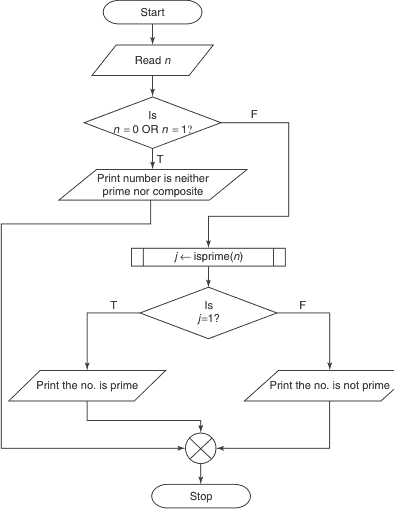 Start
Read n
Is
n = 0 OR n = 1?
F
T
Print number is neither
prime nor composite
j ← isprime(n)
Is
j=1?
T
F
Print the no. is prime
Print the no. is not prime
Stop